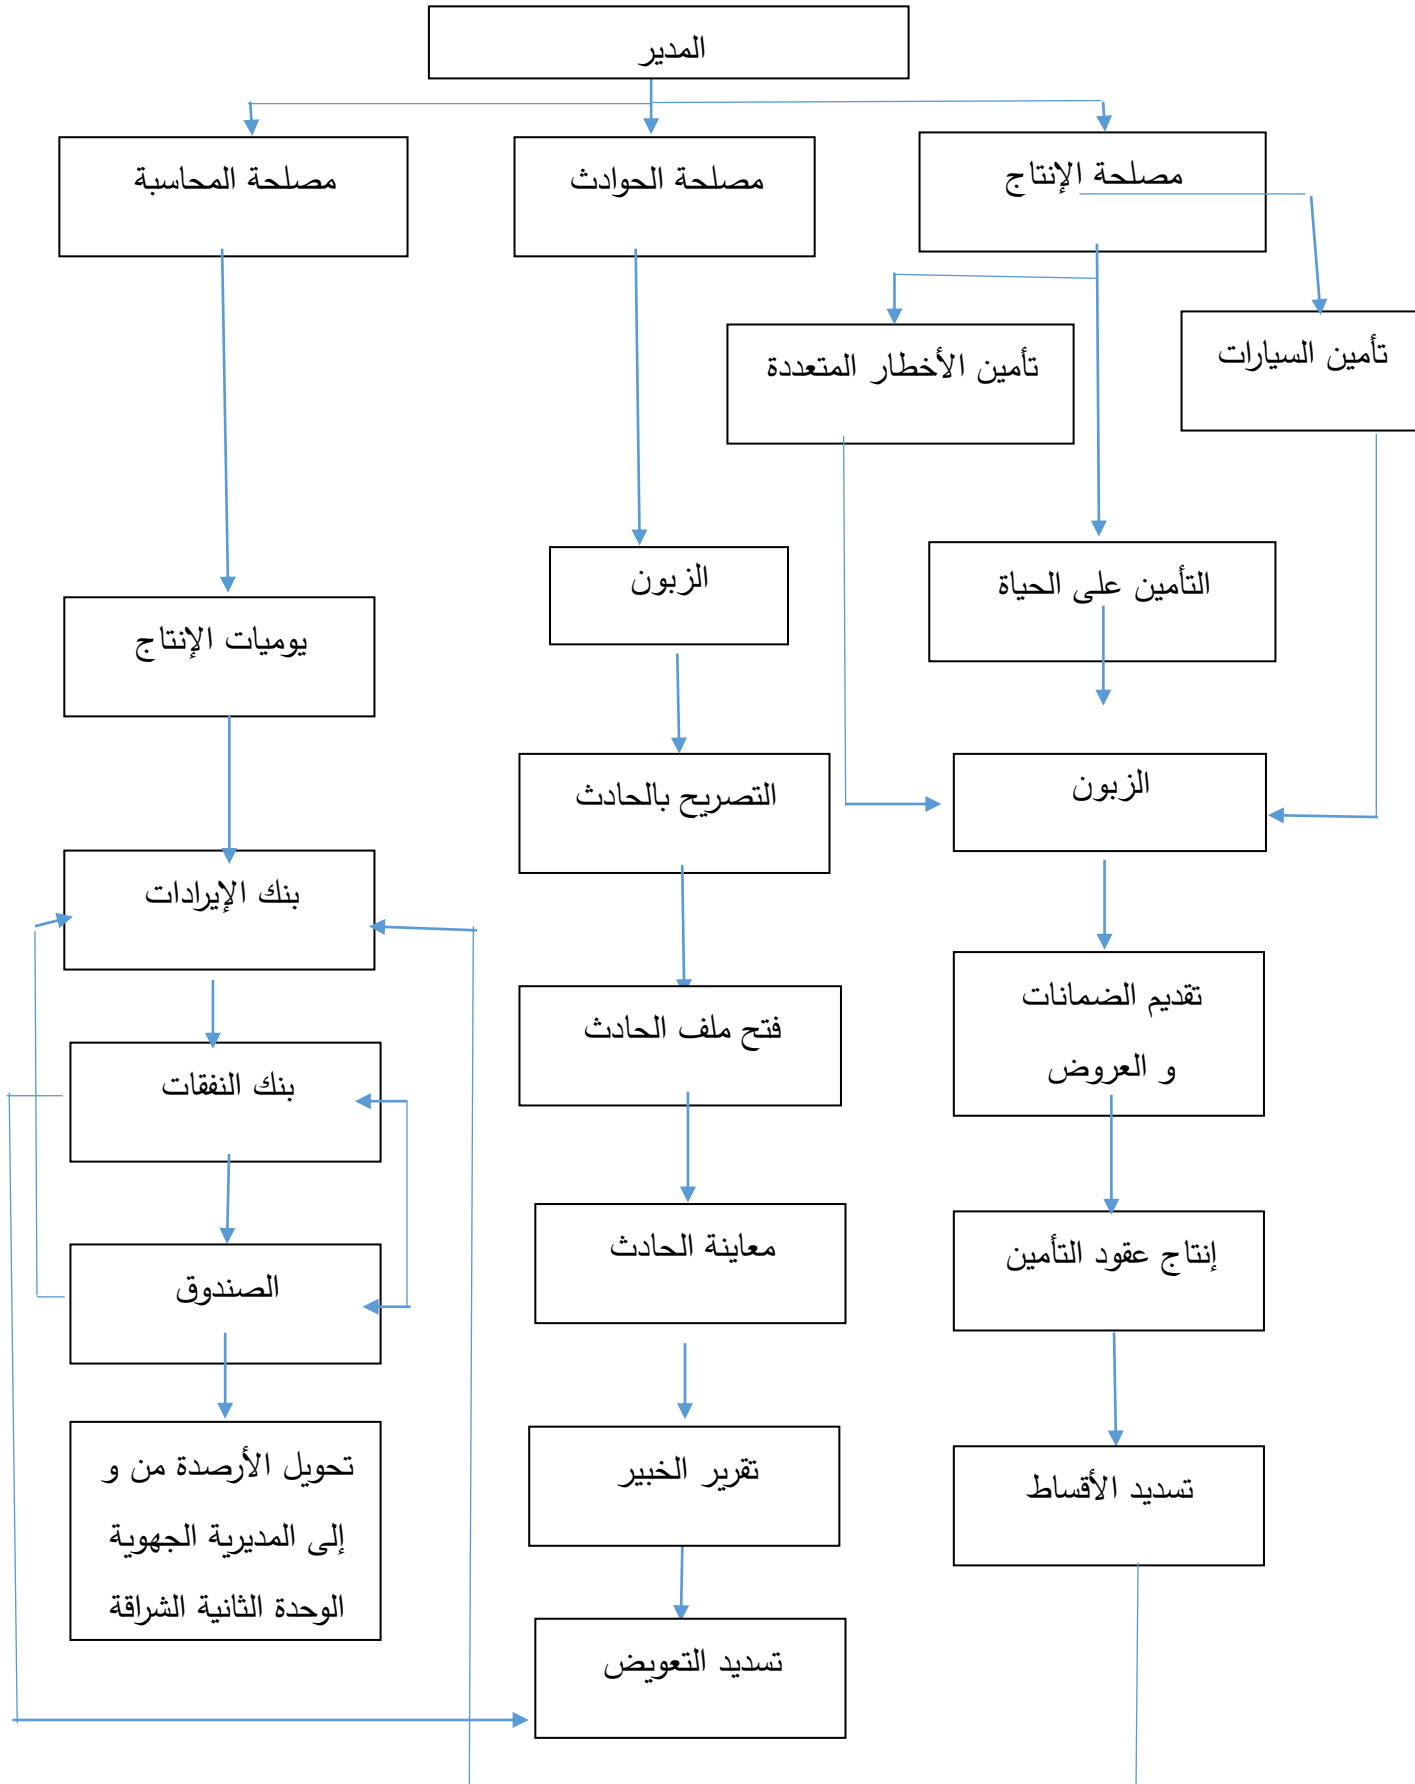 المدير
مصلحة الإنتاج
مصلحة الحوادث
مصلحة المحاسبة
تأمين السيارات
تأمين الأخطار المتعددة
التأمين على الحياة
الزبون
يوميات الإنتاج
الزبون
التصريح بالحادث
بنك الإيرادات
تقديم الضمانات
و العروض
فتح ملف الحادث
بنك النفقات
إنتاج عقود التأمين
معاينة الحادث
الصندوق
تسديد الأقساط
تقرير الخبير
تحويل الأرصدة من و
إلى المديرية الجهوية
الوحدة الثانية الشراقة
تسديد التعويض